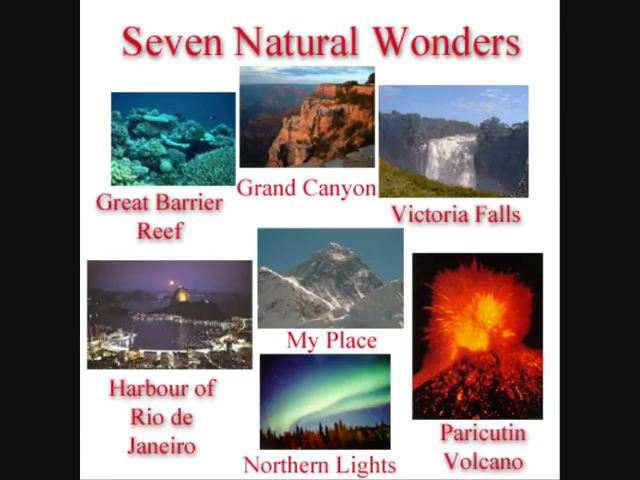 Seven Natural Wonders
Great Barrier
Reef
Grand Canyon
Victoria Falls
Harbour of
Rio de
Janeiro
My Place
Northern Lights
Paricutin
Volcano